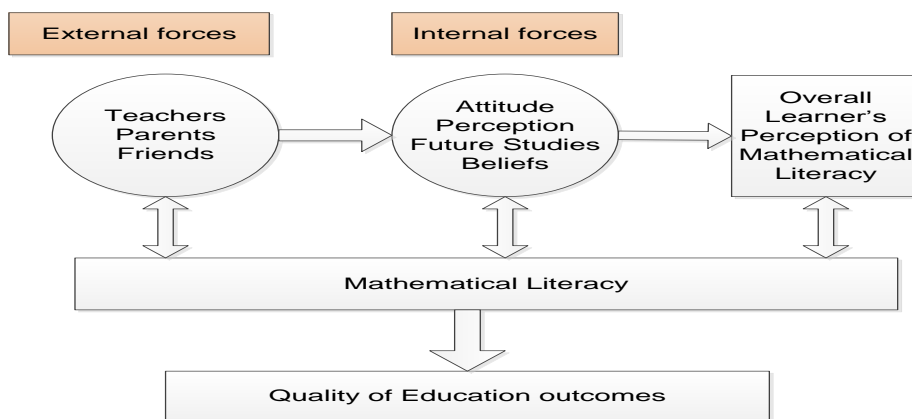 External forces
Internal forces
Teachers
Parents
Friends
Attitude
Perception
Future Studies
Beliefs
Overall
Learner's
Perception of
Mathematical
Literacy
Mathematical Literacy
Quality of Education outcomes